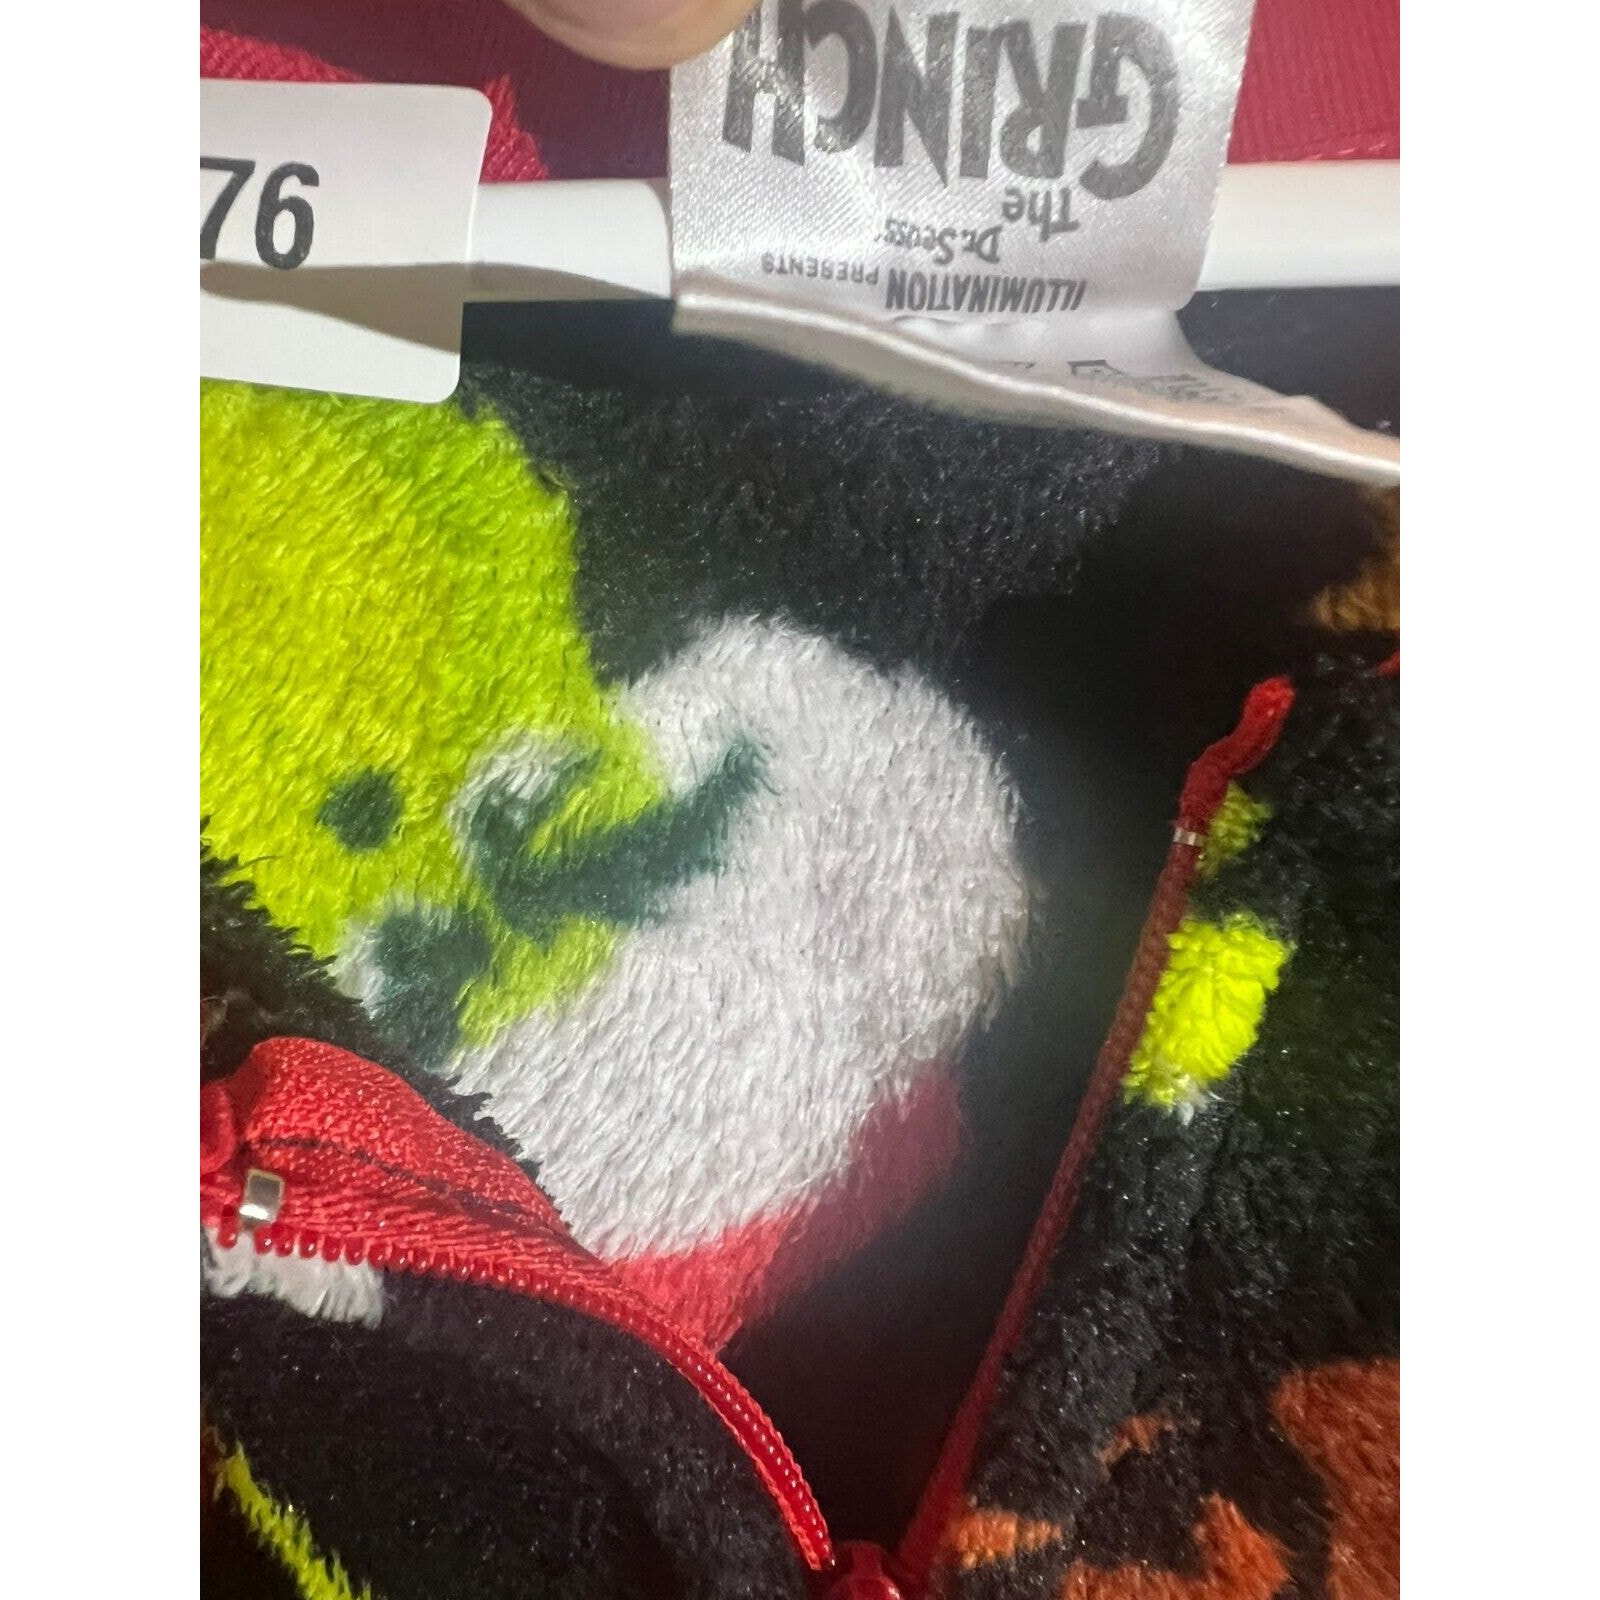 ILLUMINATION PRESENTS
Dr. Seuss'
The
GRINCH
76